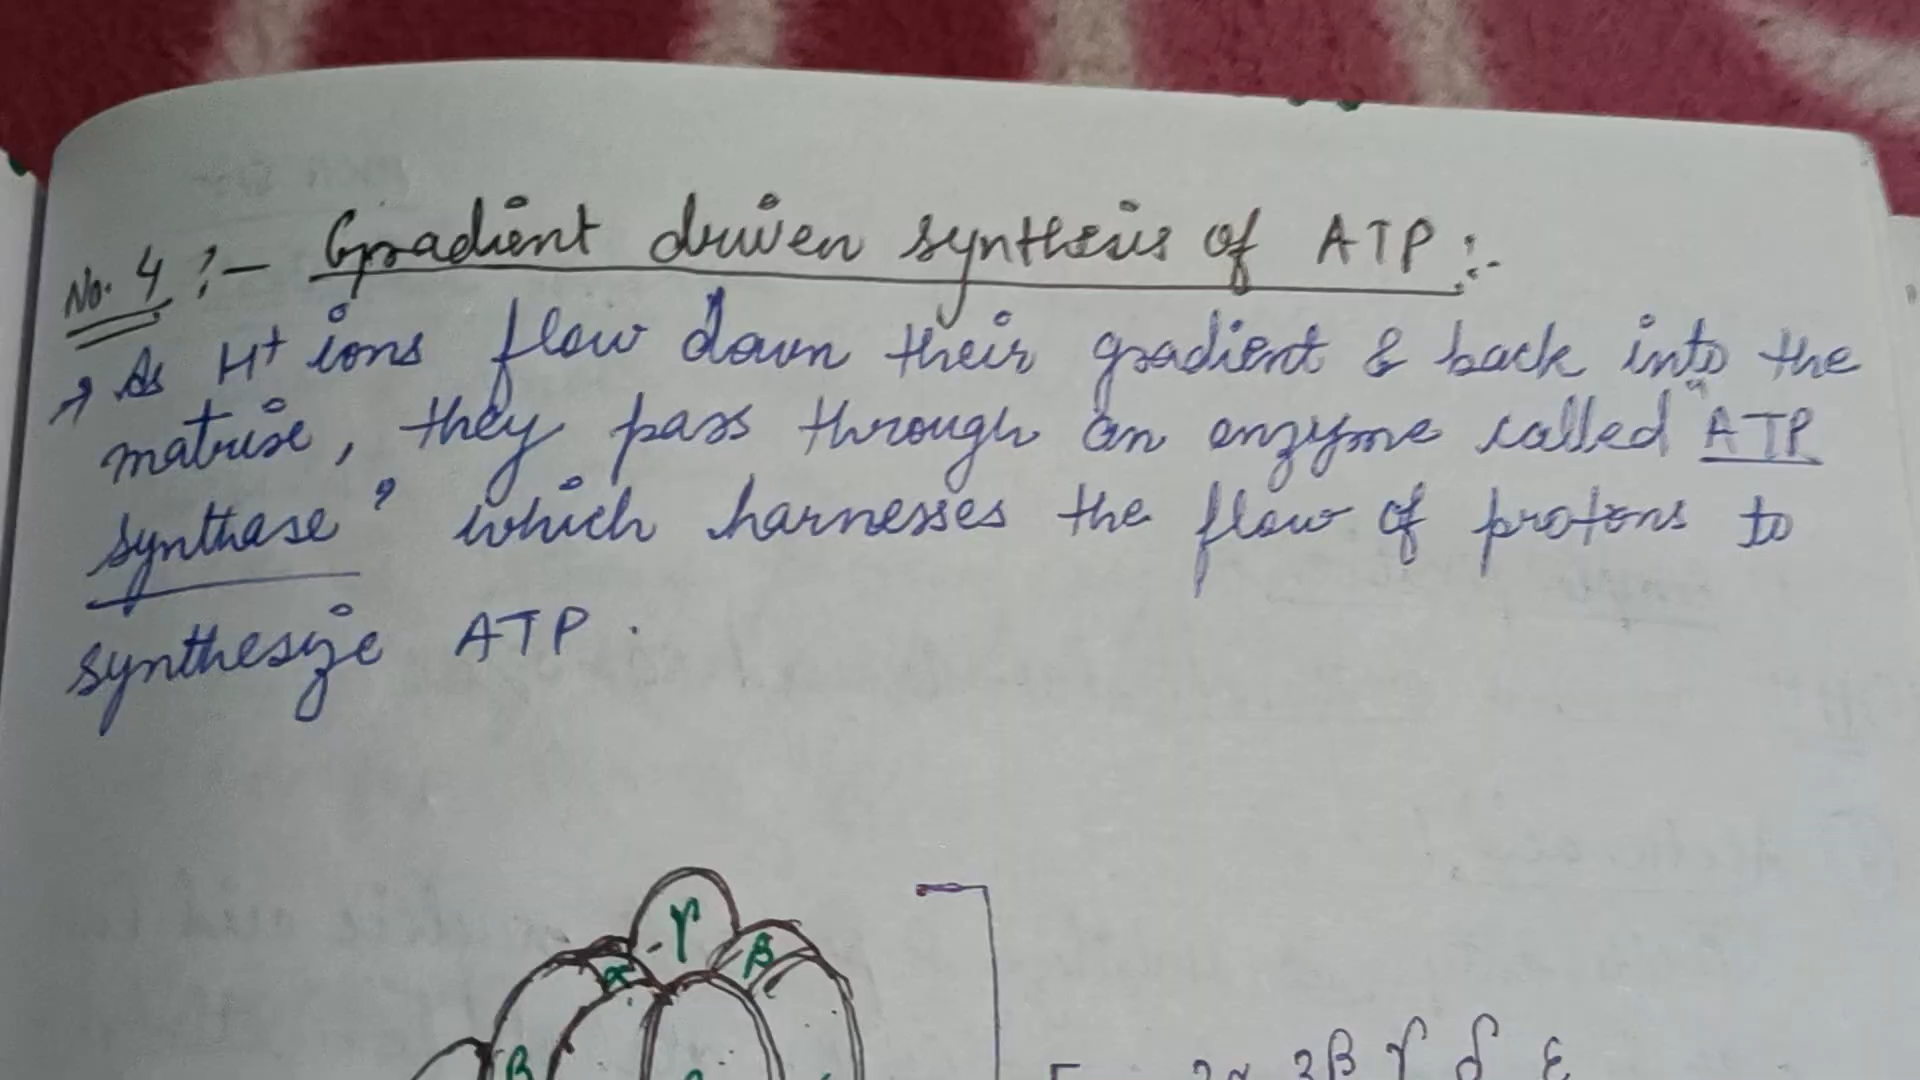 No. 4 :- Gradient driven synthesis of ATP :-
→ As H+ ions flow down their gradient & back into the
matrix, they pass through an enzyme called "ATP
synthase" which harnesses the flow of protons to
synthesize ATP.
γ
α β
β
3α 3β γ δ ε